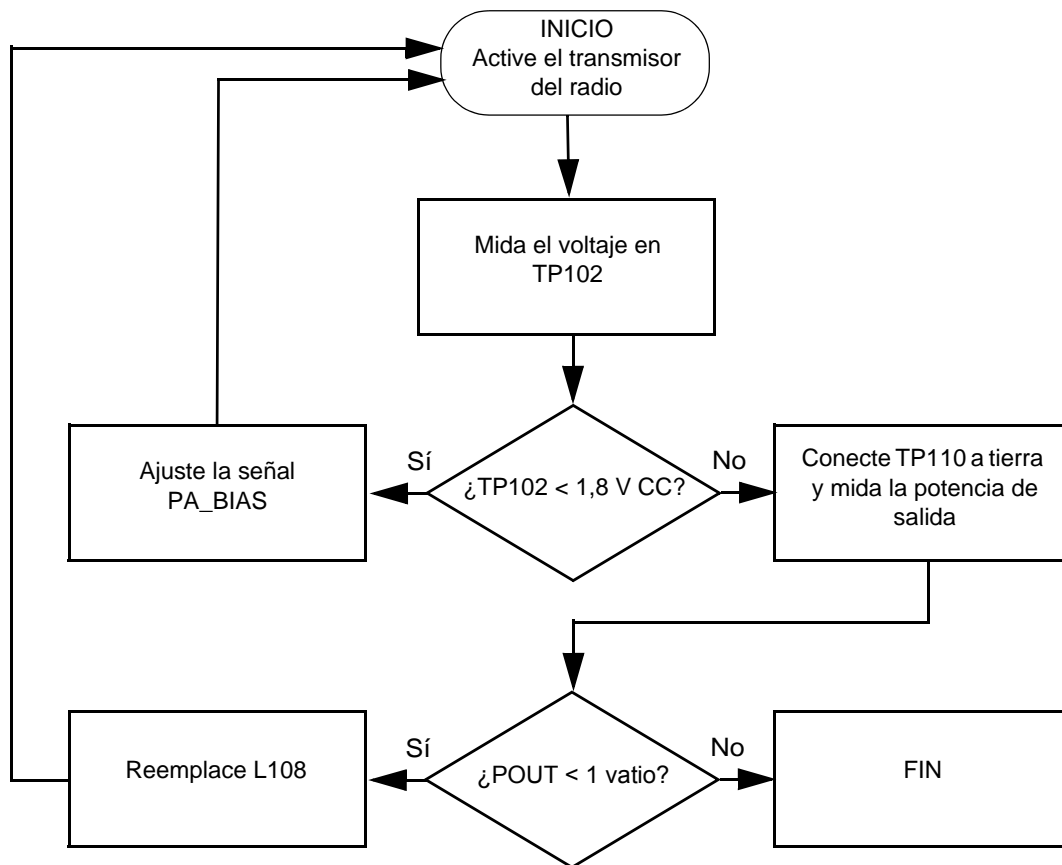 INICIO
Active el transmisor
del radio
Mida el voltaje en
TP102
Ajuste la señal
PA_BIAS
Sí
¿TP102 < 1,8 V CC?
No
Conecte TP110 a tierra
y mida la potencia de
salida
Reemplace L108
Sí
¿POUT < 1 vatio?
No
FIN